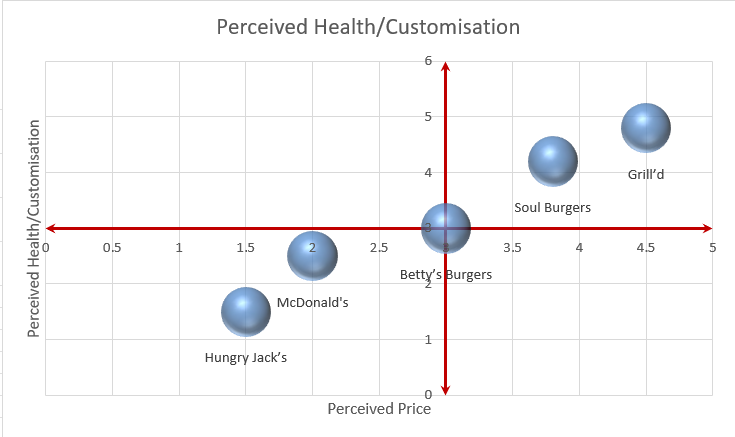 Perceived Health/Customisation
6
5
4
Grill'd
Soul Burgers
3
0 0.5 1 1.5 2 2.5 3 3.5 4 4.5 5
Betty's Burgers
2
McDonald's
1
Hungry Jack's
0
Perceived Price
Perceived Health/Customisation